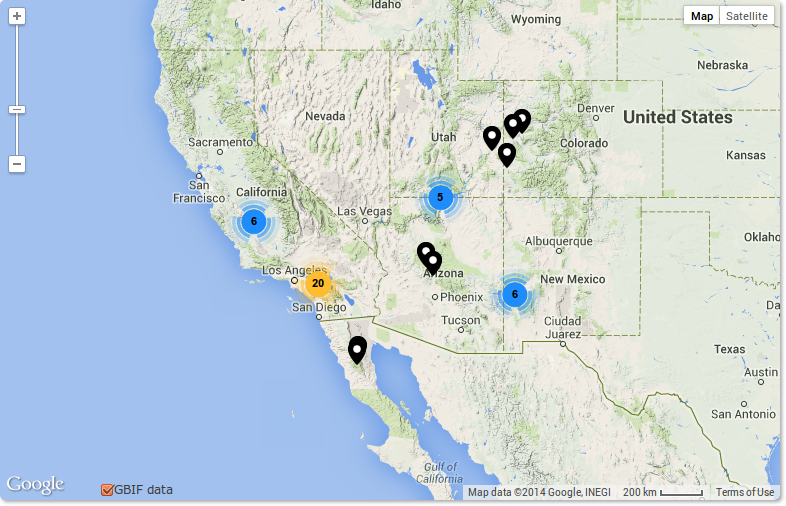 Idaho
Wyoming
Map
Satellite
Nebraska
Nevada
Utah
Denver
United States
Colorado
Sacramento
Kansas
San
Francisco
California
5
Las Vegas
6
Oklaho
Albuquerque
Los Angeles
Arizona
New Mexico
20
Phoenix
6
San Diego
Tucson
Ciudad
Juarez
Da
Texas
Austin
San Antonio
Gulf of
California
Google
GBIF data
Map data ©2014 Google, INEGI
200 km
Terms of Use